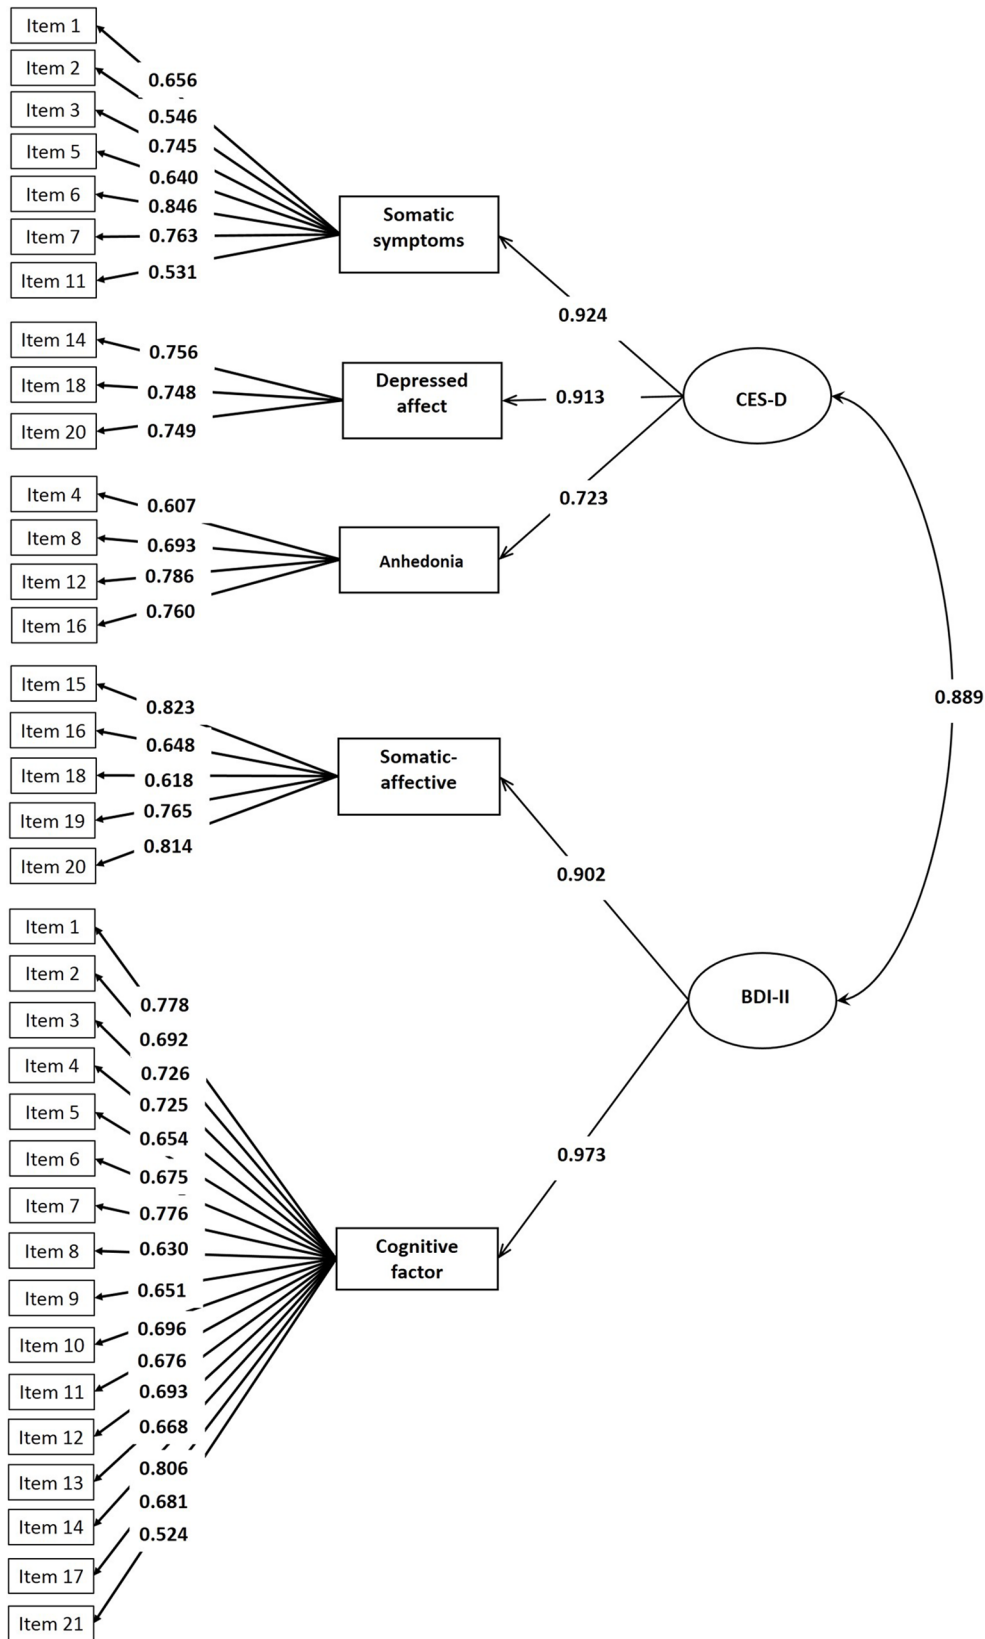 Item 1
Item 2
Item 3
Item 5
Item 6
Item 7
Item 11
0.656
0.546
0.745
0.640
0.846
0.763
0.531
Somatic
symptoms
Item 14
Item 18
Item 20
0.756
0.748
0.749
Depressed
affect
Item 4
Item 8
Item 12
Item 16
0.607
0.693
0.786
0.760
Anhedonia
0.924
0.913
0.723
CES-D
0.889
Item 15
Item 16
Item 18
Item 19
Item 20
0.823
0.648
0.618
0.765
0.814
Somatic-
affective
Item 1
Item 2
Item 3
Item 4
Item 5
Item 6
Item 7
Item 8
Item 9
Item 10
Item 11
Item 12
Item 13
Item 14
Item 17
Item 21
0.778
0.692
0.726
0.725
0.654
0.675
0.776
0.630
0.651
0.696
0.676
0.693
0.668
0.806
0.681
0.524
Cognitive
factor
0.902
0.973
BDI-II